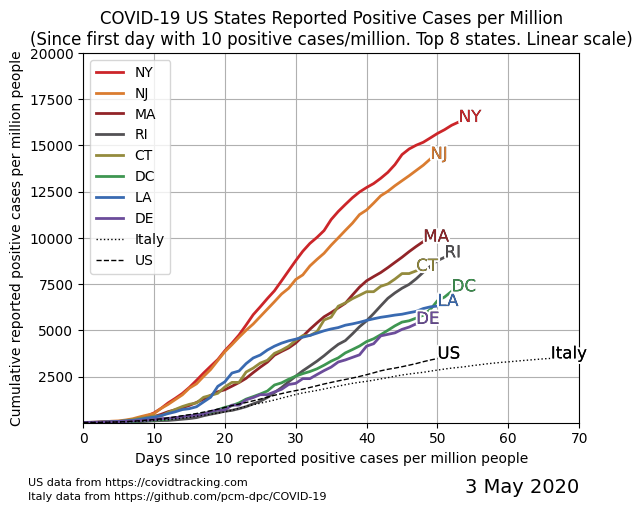 COVID-19 US States Reported Positive Cases per Million
(Since first day with 10 positive cases/million. Top 8 states. Linear scale)
Cumulative reported positive cases per million people
20000
17500
15000
12500
10000
7500
5000
2500
NY
NJ
MA
RI
CT
DC
LA
DE
Italy
US
NY
NJ
MA
RI
CT
DC
LA
DE
US
Italy
0 10 20 30 40 50 60 70
Days since 10 reported positive cases per million people
US data from https://covidtracking.com
Italy data from https://github.com/pcm-dpc/COVID-19
3 May 2020